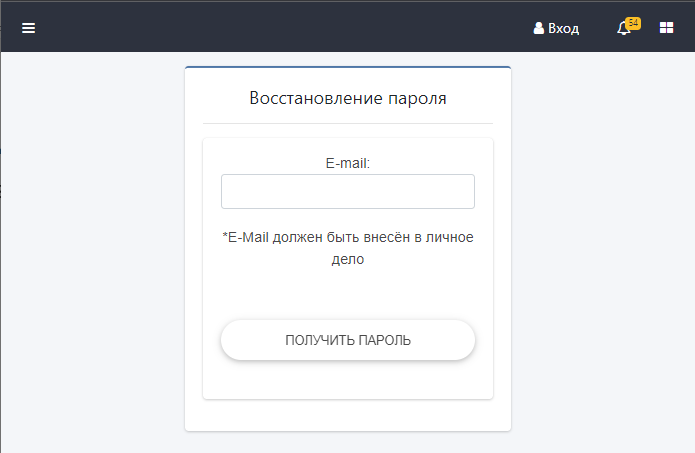 Вход
54
Восстановление пароля
E-mail:
*E-Mail должен быть внесён в личное
дело
ПОЛУЧИТЬ ПАРОЛЬ